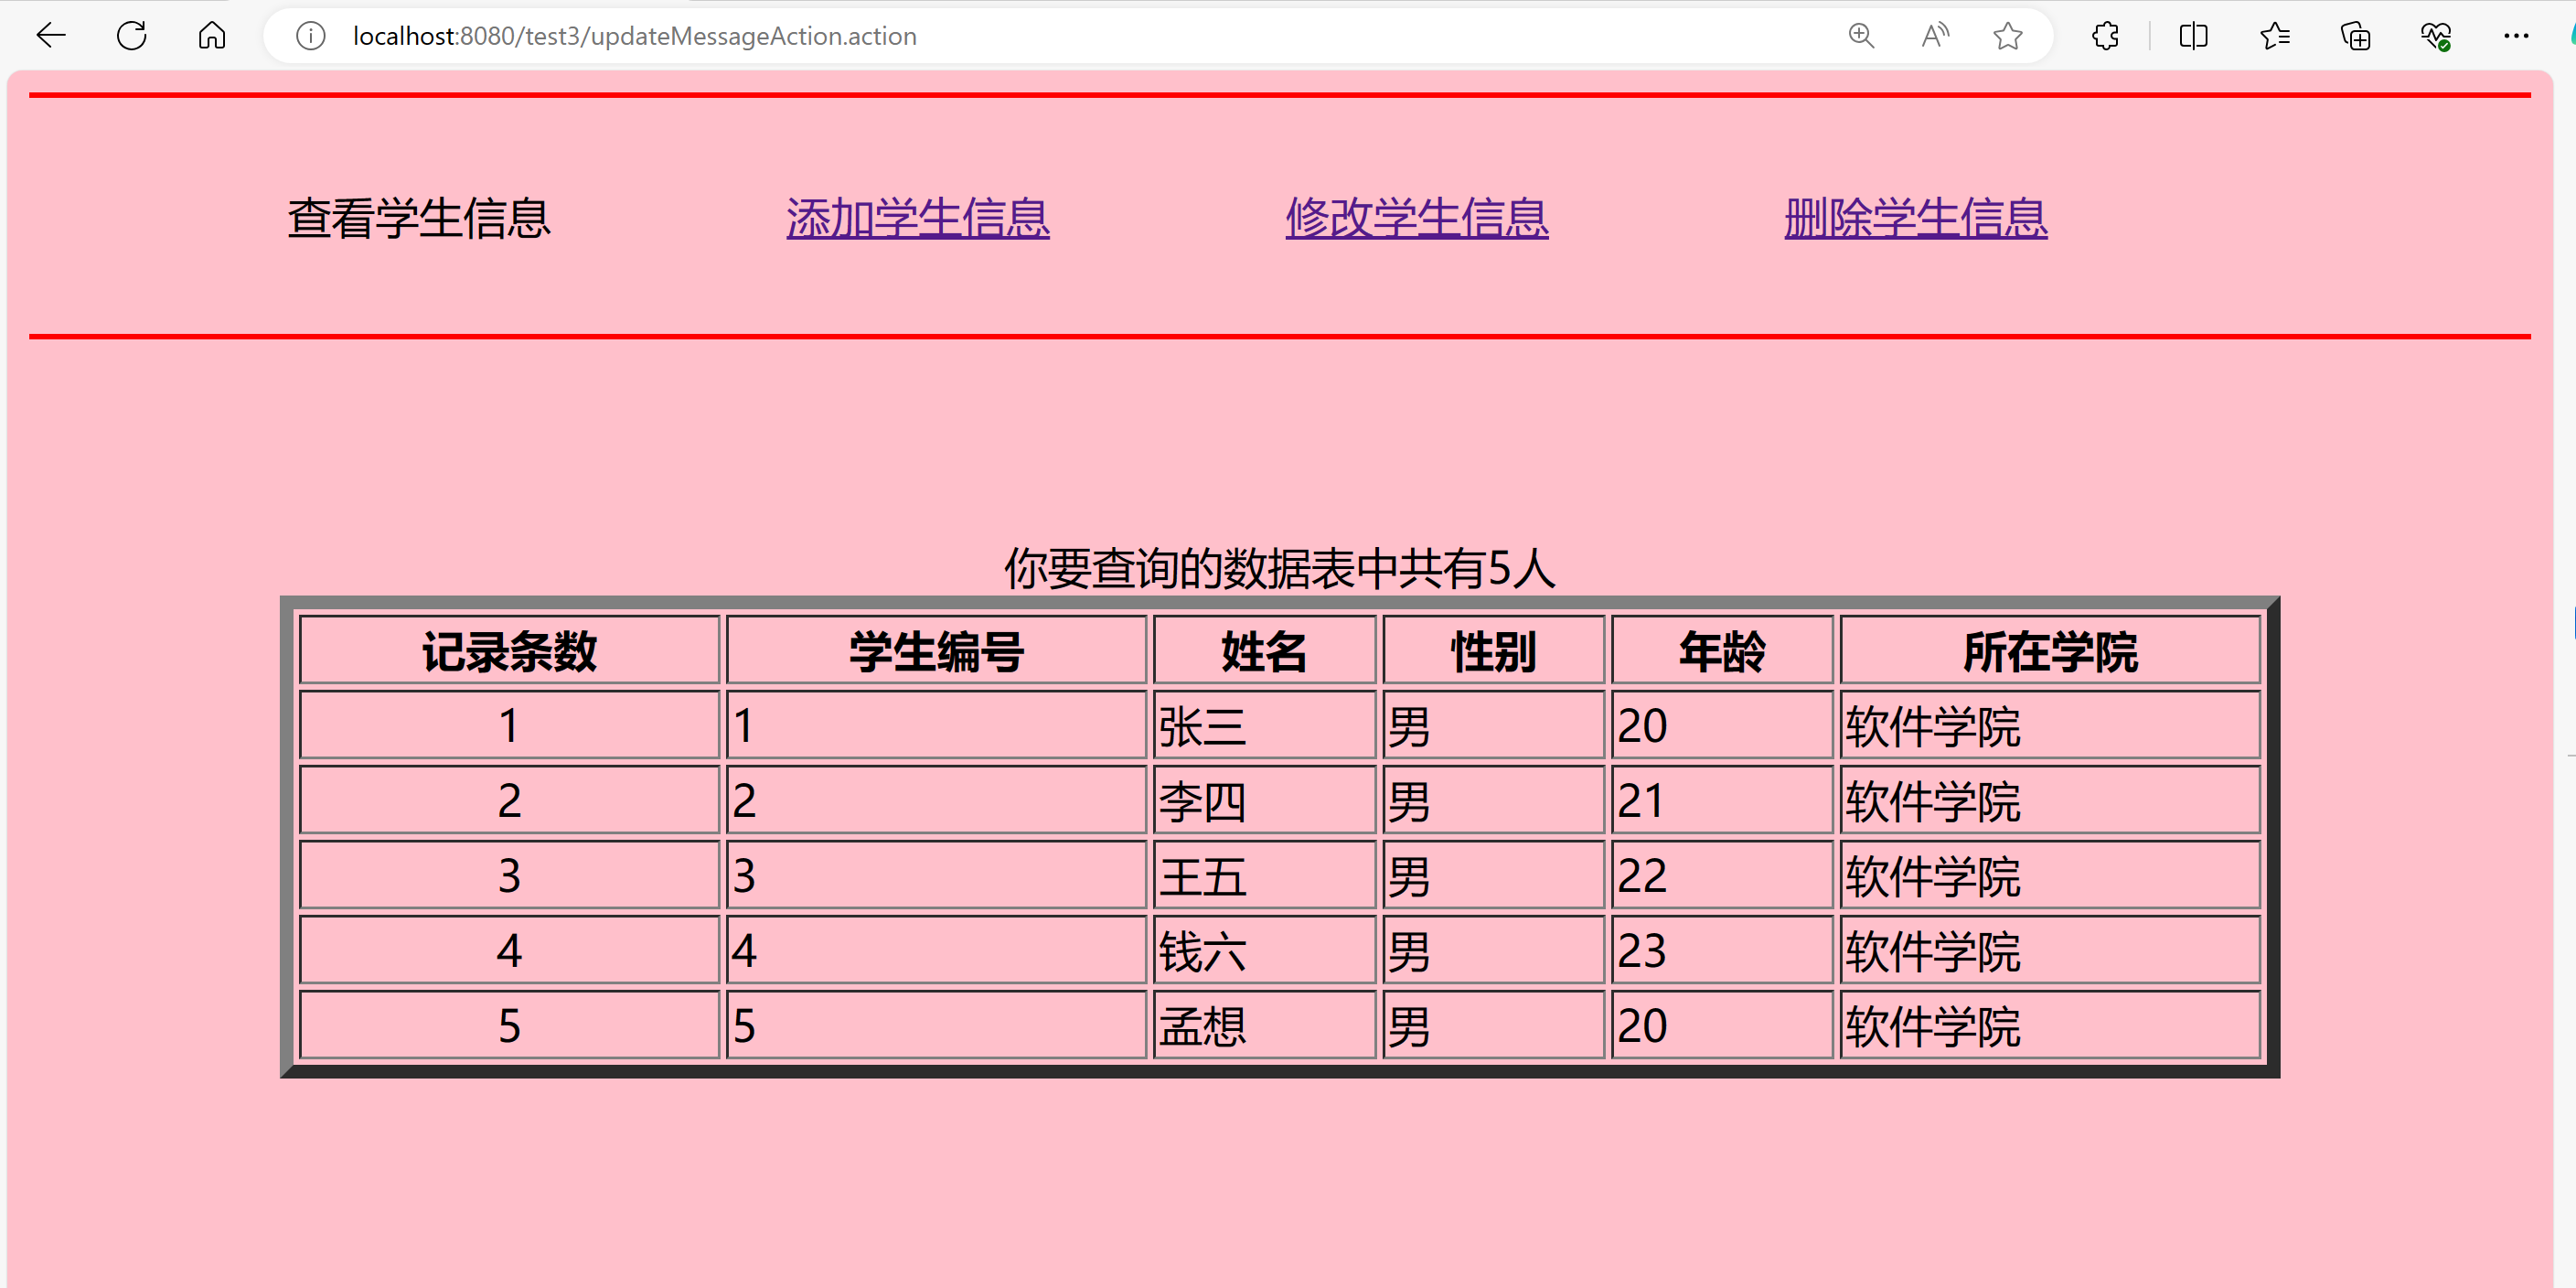 localhost:8080/test3/updateMessageAction.action
查看学生信息 添加学生信息 修改学生信息 删除学生信息
你要查询的数据表中共有5人
记录条数 学生编号 姓名 性别 年龄 所在学院
1 1 张三 男 20 软件学院
2 2 李四 男 21 软件学院
3 3 王五 男 22 软件学院
4 4 钱六 男 23 软件学院
5 5 孟想 男 20 软件学院